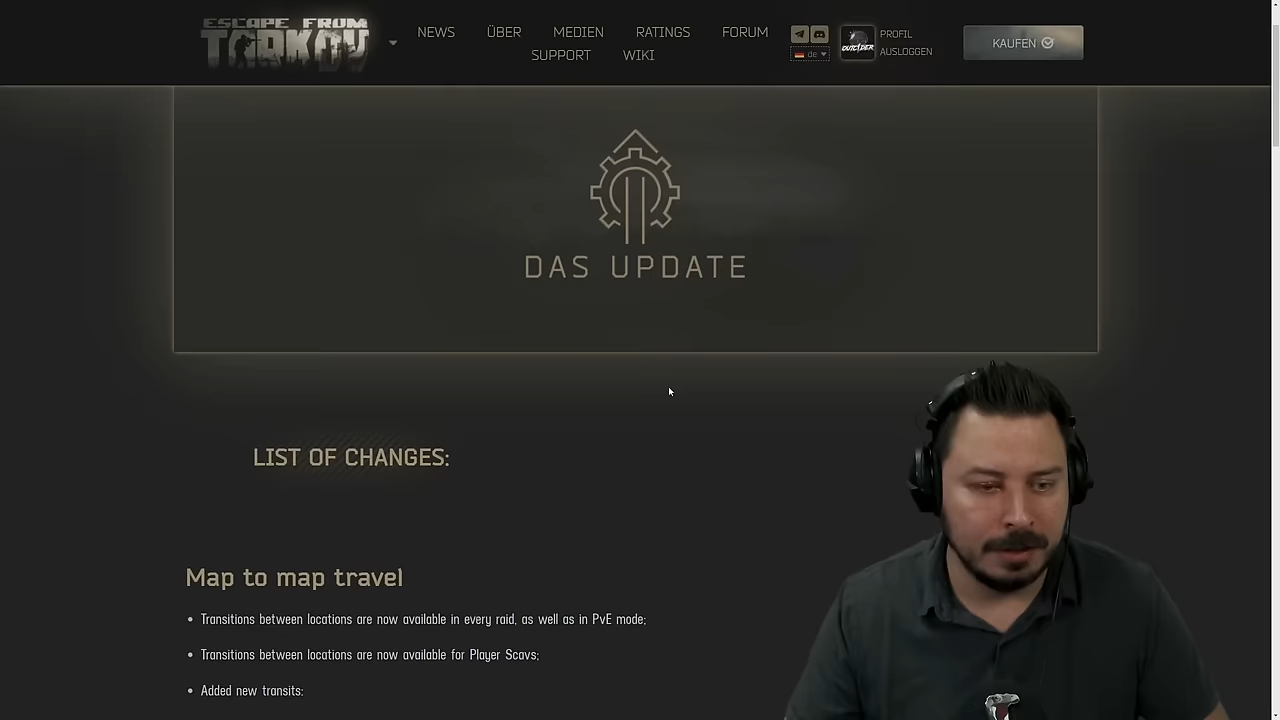 ESCAPE FROM
TARKOV
NEWS
ÜBER
MEDIEN
RATINGS
FORUM
SUPPORT
WIKI
de
OUTCIDER
PROFIL
AUSLOGGEN
KAUFEN
DAS UPDATE
LIST OF CHANGES:
Map to map travel
• Transitions between locations are now available in every raid, as well as in PvE mode;
• Transitions between locations are now available for Player Scavs;
• Added new transits: